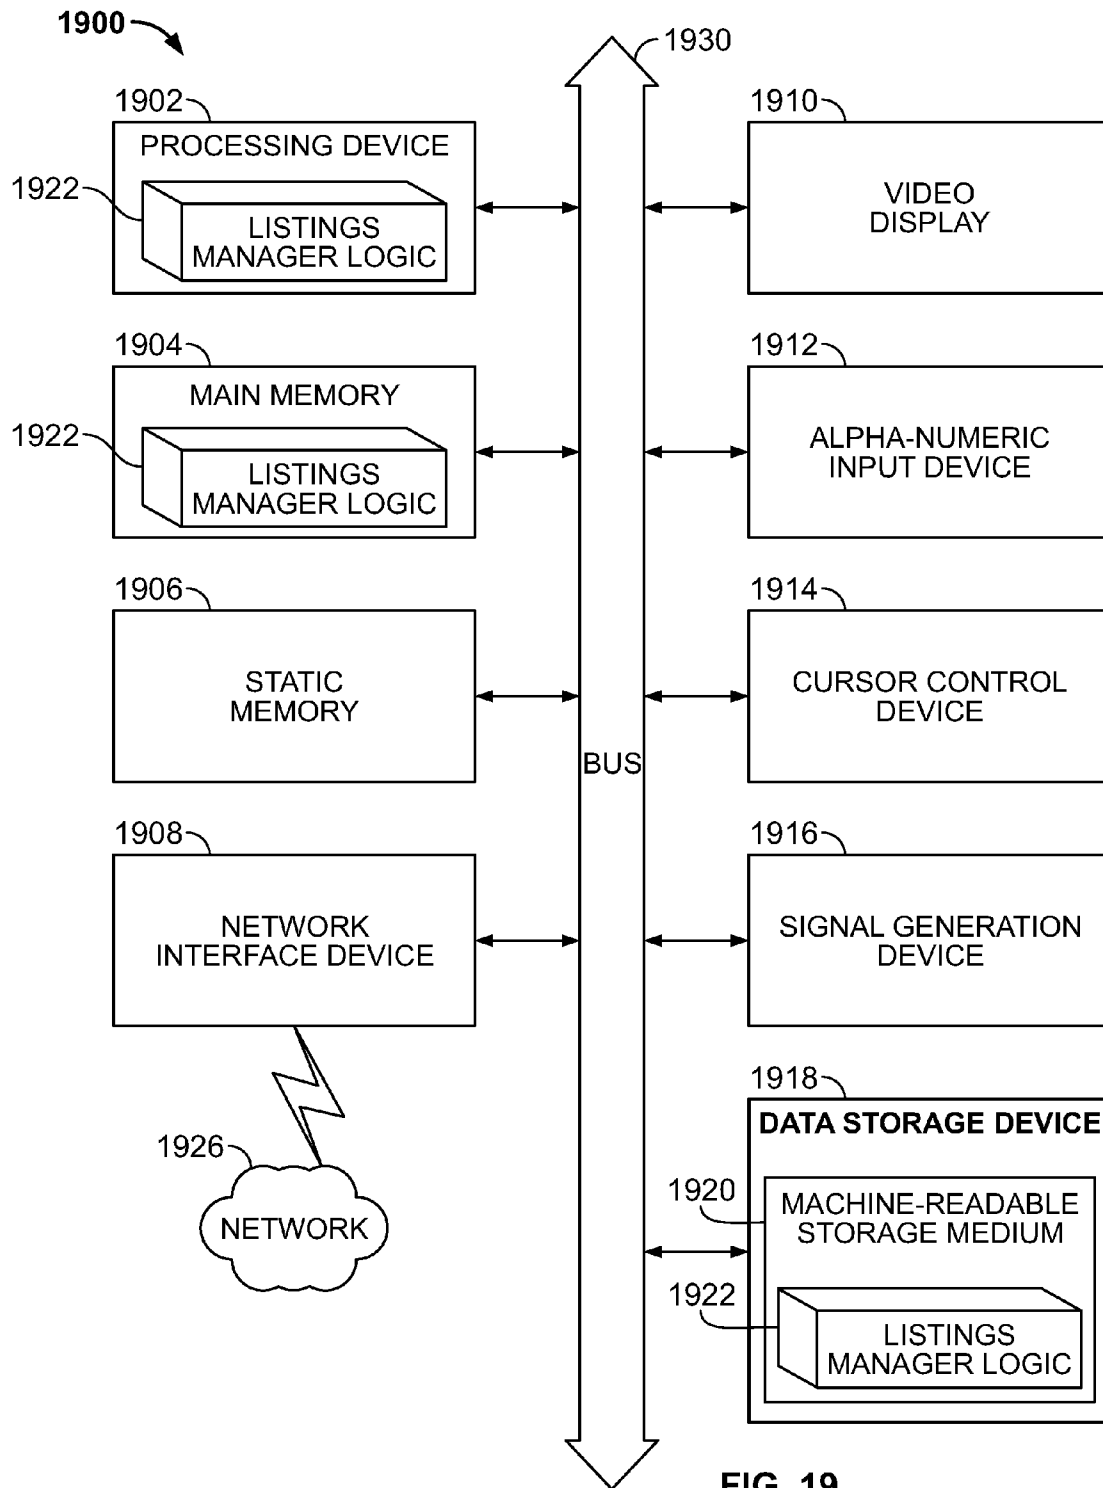 1900
1930
1902
PROCESSING DEVICE
1922
LISTINGS
MANAGER LOGIC
1910
VIDEO
DISPLAY
1904
MAIN MEMORY
1922
LISTINGS
MANAGER LOGIC
1912
ALPHA-NUMERIC
INPUT DEVICE
1906
STATIC
MEMORY
1914
CURSOR CONTROL
DEVICE
BUS
1908
NETWORK
INTERFACE DEVICE
1916
SIGNAL GENERATION
DEVICE
1926
NETWORK
1918
DATA STORAGE DEVICE
1920
MACHINE-READABLE
STORAGE MEDIUM
1922
LISTINGS
MANAGER LOGIC
FIG. 19